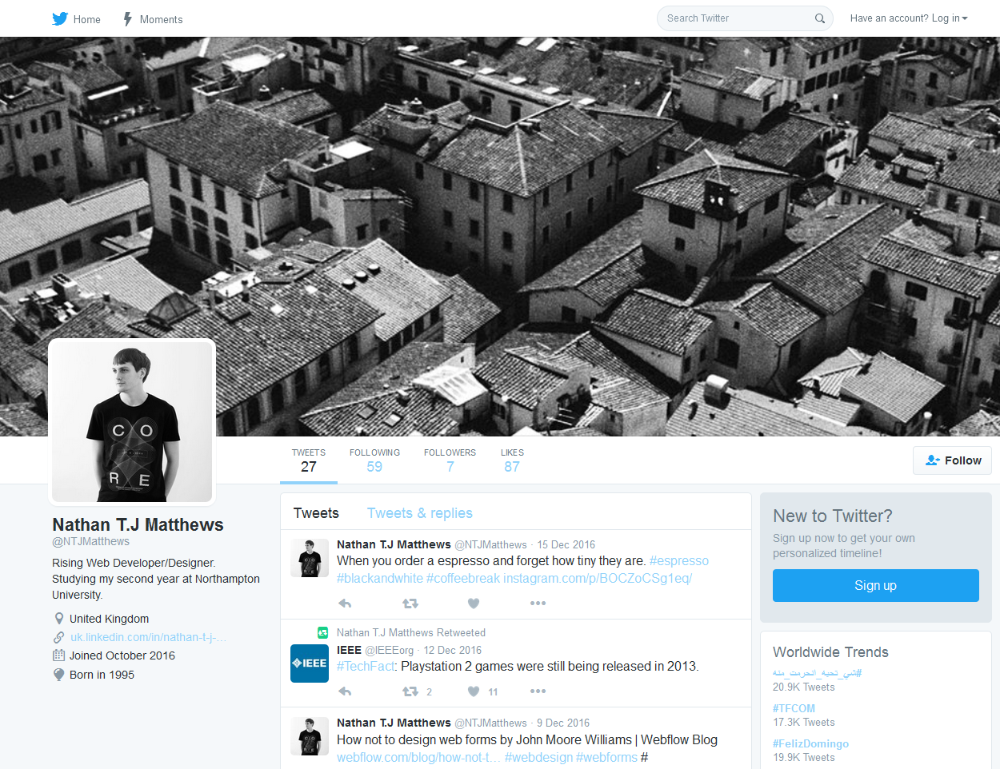 Home
Moments
Search Twitter
Have an account? Log in
TWEETS
27
FOLLOWING
59
FOLLOWERS
7
LIKES
87
Follow
C O
R E
Nathan T.J Matthews
@NTJMatthews
Rising Web Developer/Designer.
Studying my second year at Northampton
University.
United Kingdom
uk.linkedin.com/in/nathan-t-j-...
Joined October 2016
Born in 1995
Tweets Tweets & replies
Nathan T.J Matthews @NTJMatthews · 15 Dec 2016
When you order a espresso and forget how tiny they are. #espresso
#blackandwhite #coffeebreak instagram.com/p/BOCZoCSg1eq/
Nathan T.J Matthews Retweeted
IEEE
IEEE @IEEEorg · 12 Dec 2016
#TechFact: Playstation 2 games were still being released in 2013.
2 11
Nathan T.J Matthews @NTJMatthews · 9 Dec 2016
How not to design web forms by John Moore Williams | Webflow Blog
webflow.com/blog/how-not-t... #webdesign #webforms #
New to Twitter?
Sign up now to get your own
personalized timeline!
Sign up
Worldwide Trends
#شي_تحبه_انحرمت_منه
20.9K Tweets
#TFCOM
17.3K Tweets
#FelizDomingo
19.9K Tweets